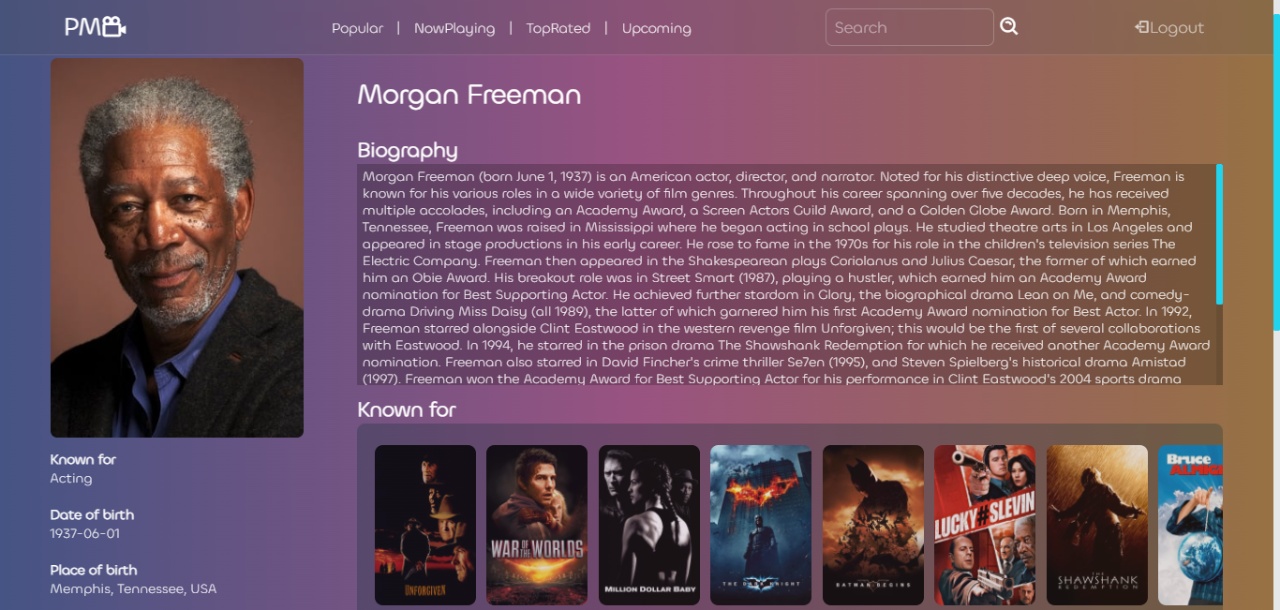 PM
Popular | NowPlaying | TopRated | Upcoming
Search
Logout
Morgan Freeman
Biography
Morgan Freeman (born June 1, 1937) is an American actor, director, and narrator. Noted for his distinctive deep voice, Freeman is
known for his various roles in a wide variety of film genres. Throughout his career spanning over five decades, he has received
multiple accolades, including an Academy Award, a Screen Actors Guild Award, and a Golden Globe Award. Born in Memphis,
Tennessee, Freeman was raised in Mississippi where he began acting in school plays. He studied theatre arts in Los Angeles and
appeared in stage productions in his early career. He rose to fame in the 1970s for his role in the children's television series The
Electric Company. Freeman then appeared in the Shakespearean plays Coriolanus and Julius Caesar, the former of which earned
him an Obie Award. His breakout role was in Street Smart (1987), playing a hustler, which earned him an Academy Award
nomination for Best Supporting Actor. He achieved further stardom in Glory, the biographical drama Lean on Me, and comedy-
drama Driving Miss Daisy (all 1989), the latter of which garnered him his first Academy Award nomination for Best Actor. In 1992,
Freeman starred alongside Clint Eastwood in the western revenge film Unforgiven; this would be the first of several collaborations
with Eastwood. In 1994, he starred in the prison drama The Shawshank Redemption for which he received another Academy Award
nomination. Freeman also starred in David Fincher's crime thriller Se7en (1995), and Steven Spielberg's historical drama Amistad
(1997). Freeman won the Academy Award for Best Supporting Actor for his performance in Clint Eastwood's 2004 sports drama
Known for
UNFORGIVEN
WAR OF THE WORLDS
MILLION DOLLAR BABY
THE DARK KNIGHT
BATMAN BEGINS
LUCKY # SLEVIN
THE SHAWSHANK REDEMPTION
Bruce
Known for
Acting
Date of birth
1937-06-01
Place of birth
Memphis, Tennessee, USA